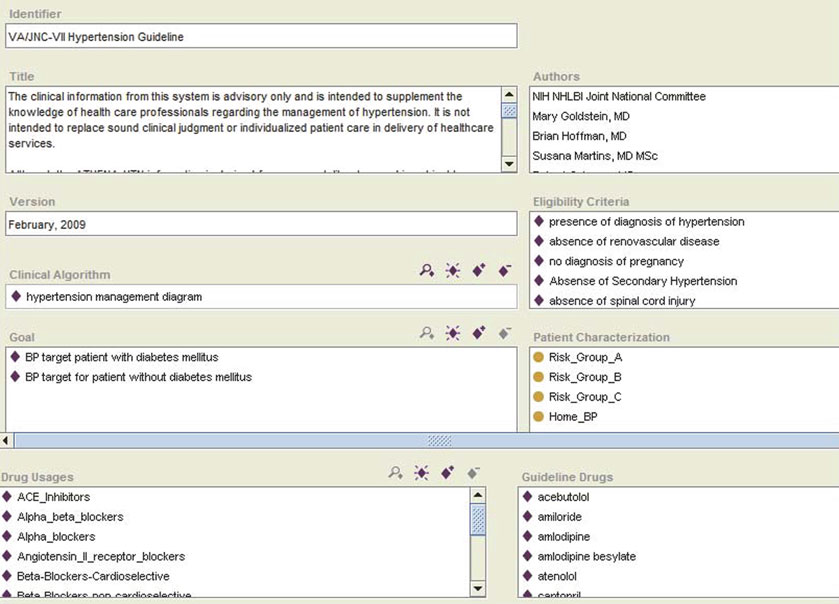 Identifier
VA/JNC-VII Hypertension Guideline
Title
The clinical information from this system is advisory only and is intended to supplement the
knowledge of health care professionals regarding the management of hypertension. It is not
intended to replace sound clinical judgment or individualized patient care in delivery of healthcare
services.
Authors
NIH NHLBI Joint National Committee
Mary Goldstein, MD
Brian Hoffman, MD
Susana Martins, MD MSc
Version
February, 2009
Eligibility Criteria
presence of diagnosis of hypertension
absence of renovascular disease
no diagnosis of pregnancy
Absense of Secondary Hypertension
absence of spinal cord injury
Clinical Algorithm
hypertension management diagram
Goal
BP target patient with diabetes mellitus
BP target for patient without diabetes mellitus
Patient Characterization
Risk_Group_A
Risk_Group_B
Risk_Group_C
Home_BP
Drug Usages
ACE_Inhibitors
Alpha_beta_blockers
Alpha_blockers
Angiotensin_II_receptor_blockers
Beta-Blockers-Cardioselective
Beta-Blockers-non cardioselective
Guideline Drugs
acebutolol
amiloride
amlodipine
amlodipine besylate
atenolol
captopril